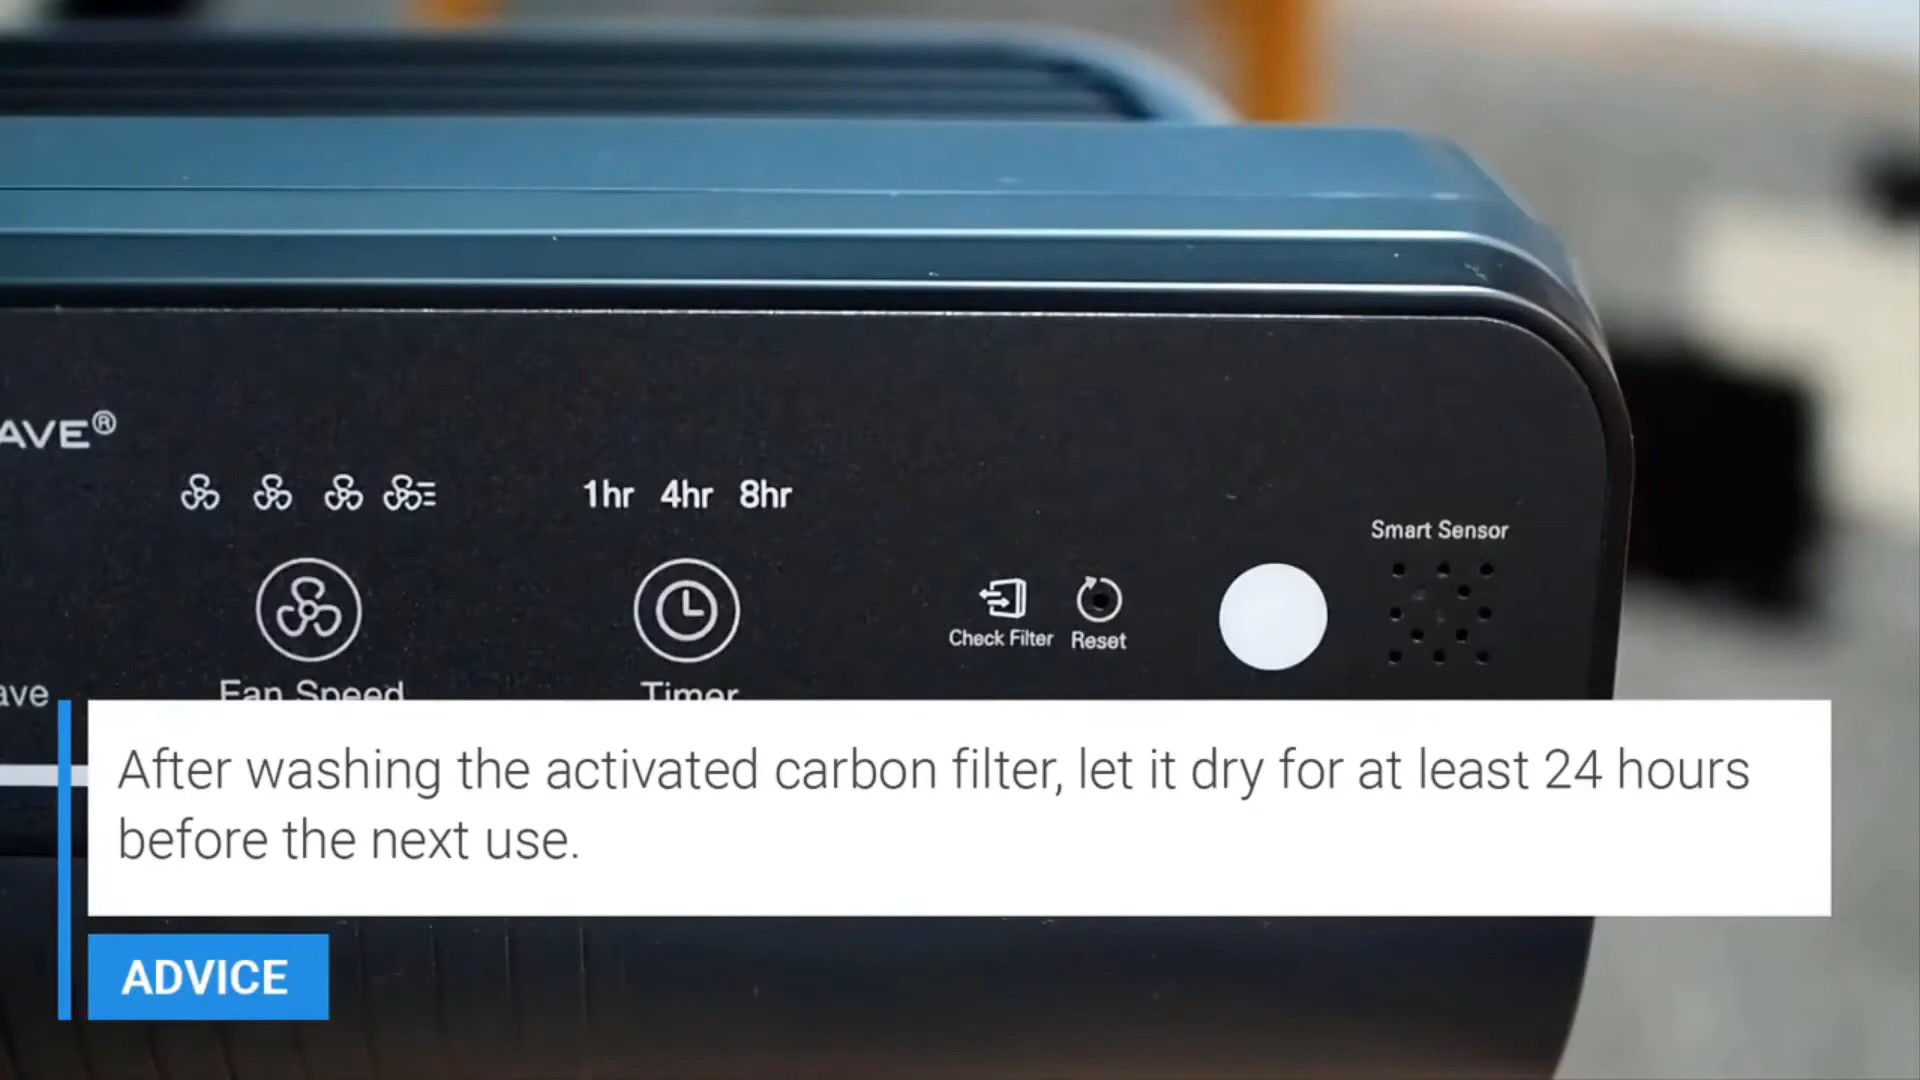 AVE®
1hr 4hr 8hr
Smart Sensor
Check Filter Reset
ave Fan Speed Timer
After washing the activated carbon filter, let it dry for at least 24 hours
before the next use.
ADVICE